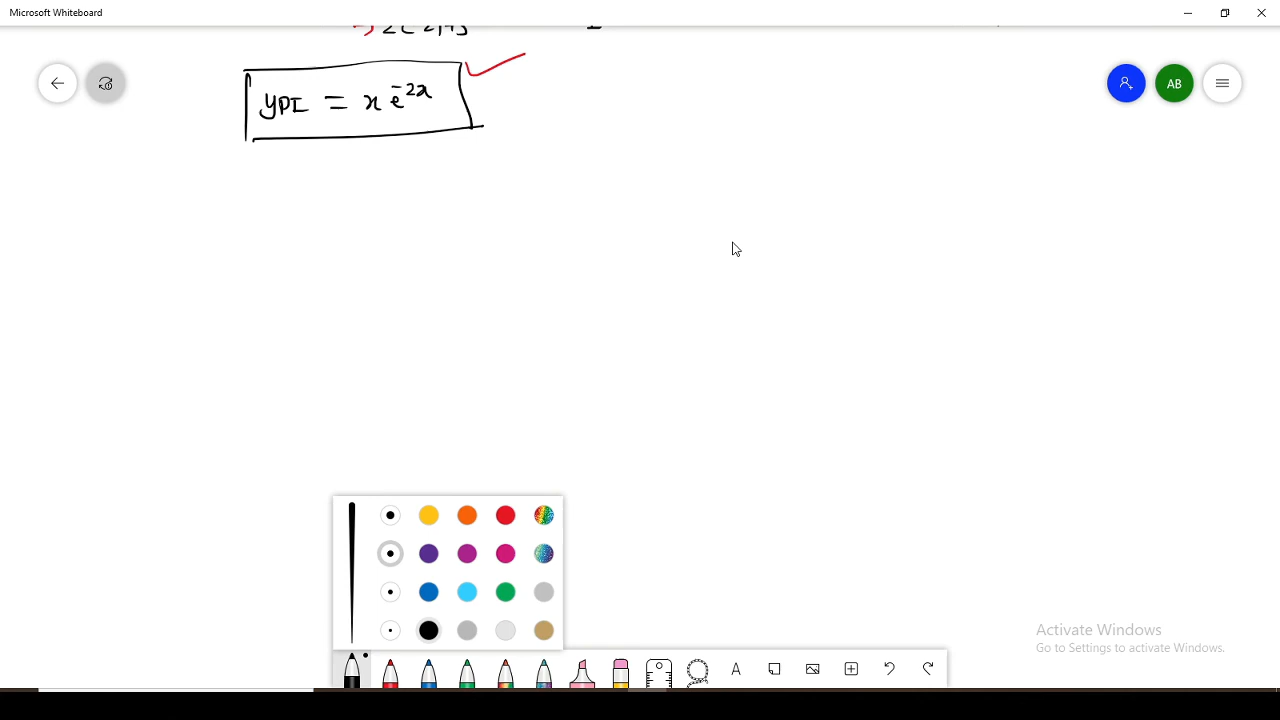 Microsoft Whiteboard
yPI = x e^-2x
AB
Activate Windows
Go to Settings to activate Windows.
A